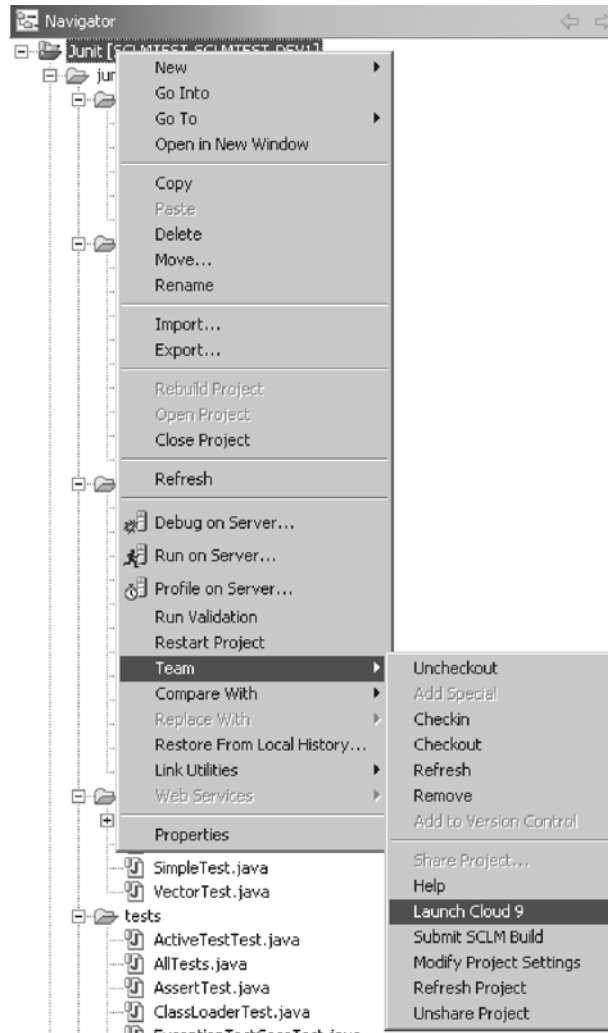 Navigator
Junit [SCLMTEST_SCLMTEST_DEV1]
New
Go Into
Go To
Open in New Window
Copy
Paste
Delete
Move...
Rename
Import...
Export...
Rebuild Project
Open Project
Close Project
Refresh
Debug on Server...
Run on Server...
Profile on Server...
Run Validation
Restart Project
Team
Compare With
Replace With
Restore From Local History...
Link Utilities
Web Services
Properties
Uncheckout
Add Special
Checkin
Checkout
Refresh
Remove
Add to Version Control
Share Project...
Help
Launch Cloud 9
Submit SCLM Build
Modify Project Settings
Refresh Project
Unshare Project
SimpleTest.java
VectorTest.java
tests
ActiveTestTest.java
AllTests.java
AssertTest.java
ClassLoaderTest.java
ExceptionTestCaseTest.java